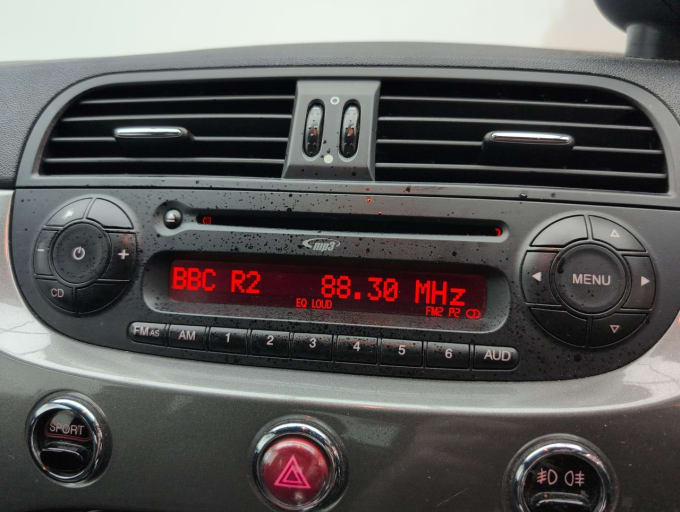 mp3
BBC R2 88.30 MHz
EQ LOUD FM2 P2 CD
CD
MENU
FM AS AM 1 2 3 4 5 6 AUD
SPORT